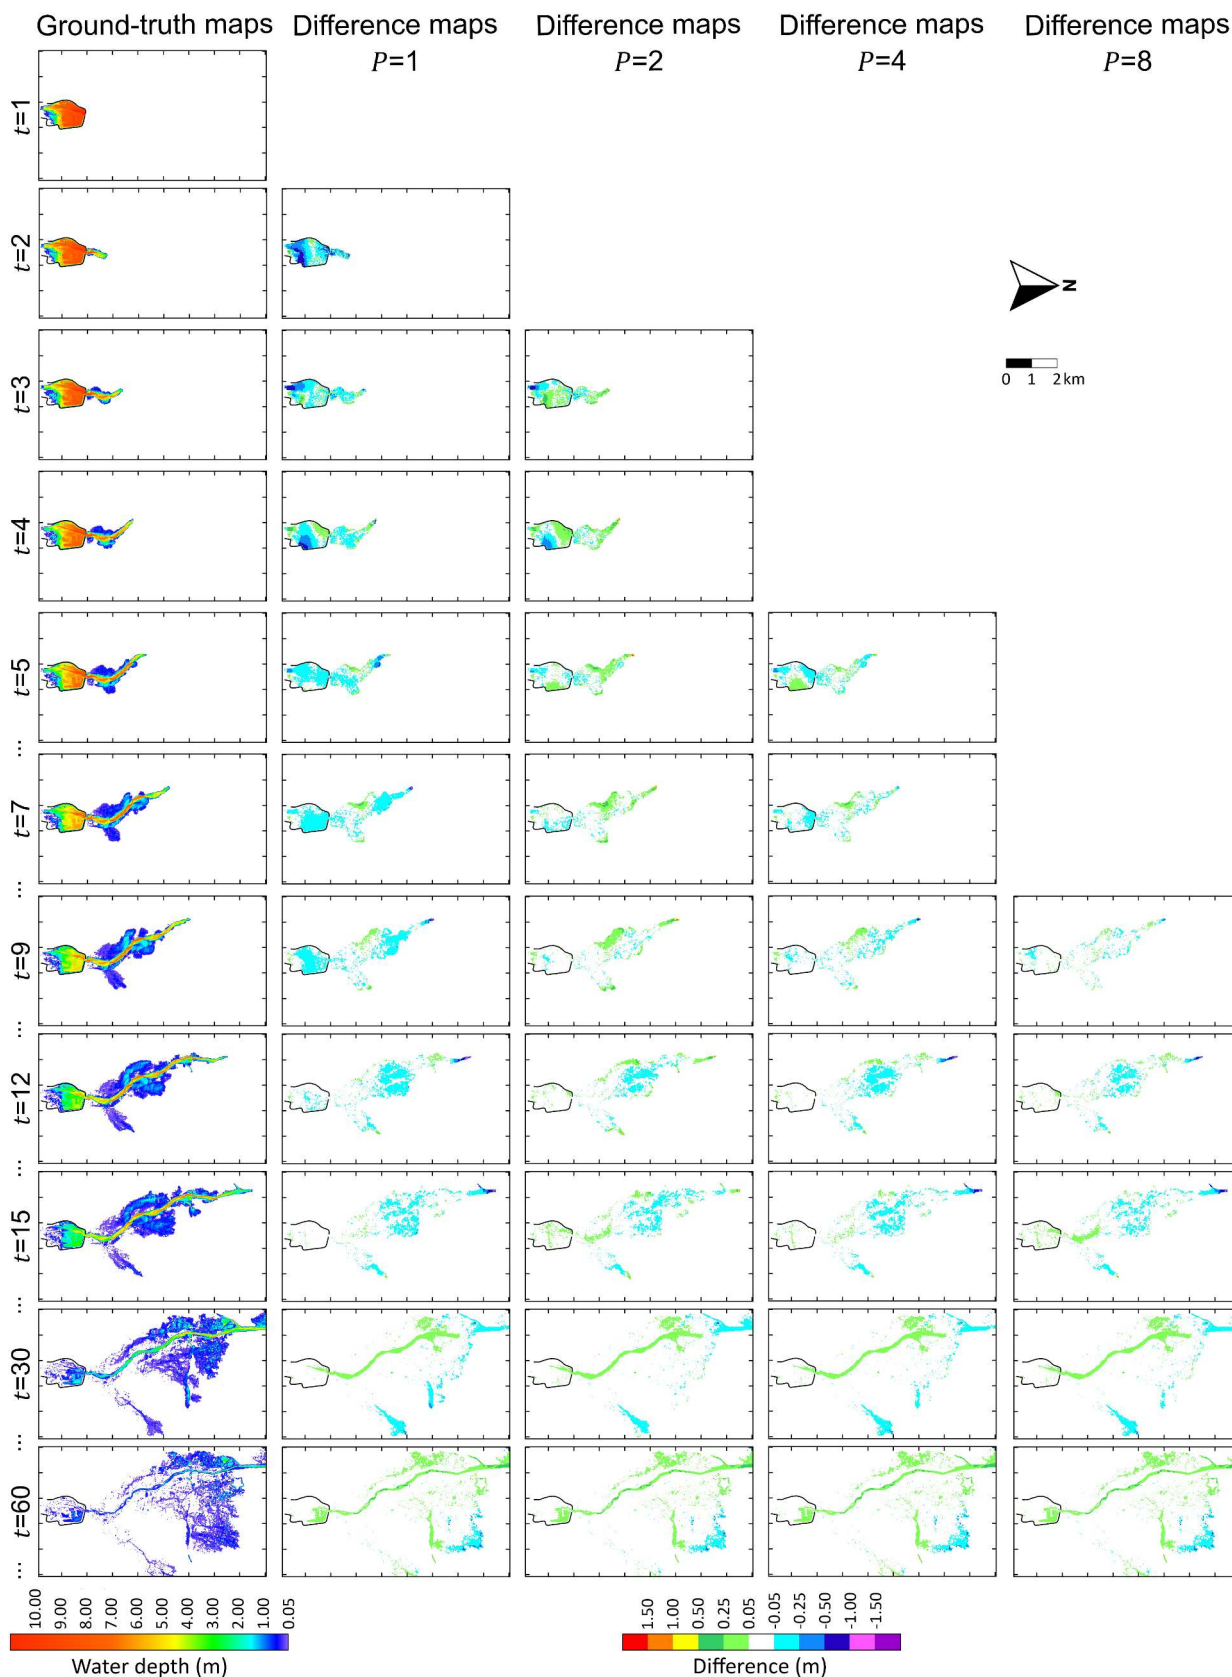 Ground-truth maps Difference maps Difference maps Difference maps Difference maps
P=1 P=2 P=4 P=8
t=1
t=2
N
t=3
0 1 2 km
t=4
t=5
...
t=7
...
t=9
...
t=12
...
t=15
...
t=30
...
t=60
...
10.00 9.00 8.00 7.00 6.00 5.00 4.00 3.00 2.00 1.00 0.05
Water depth (m)
1.50 1.00 0.50 0.25 0.05 -0.05 -0.25 -0.50 -1.00 -1.50
Difference (m)